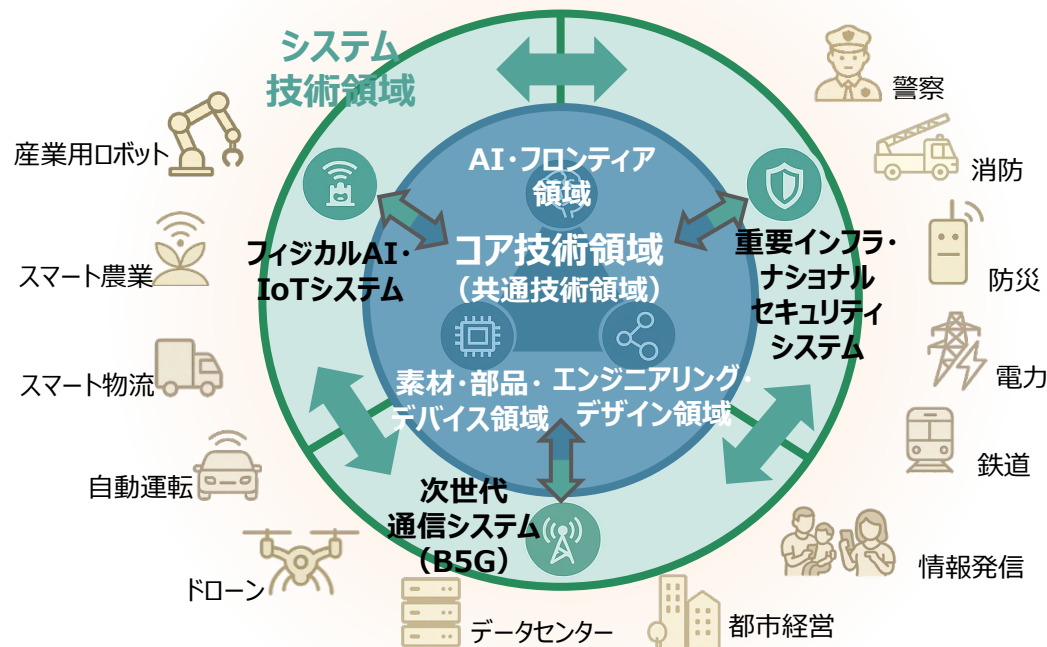 システム
技術領域
AI・フロンティア
領域
コア技術領域
（共通技術領域）
素材・部品・
デバイス領域
エンジニアリング・
デザイン領域
フィジカルAI・
IoTシステム
重要インフラ・
ナショナル
セキュリティ
システム
次世代
通信システム
（B5G）
産業用ロボット
スマート農業
スマート物流
自動運転
ドローン
データセンター
都市経営
情報発信
鉄道
電力
防災
消防
警察